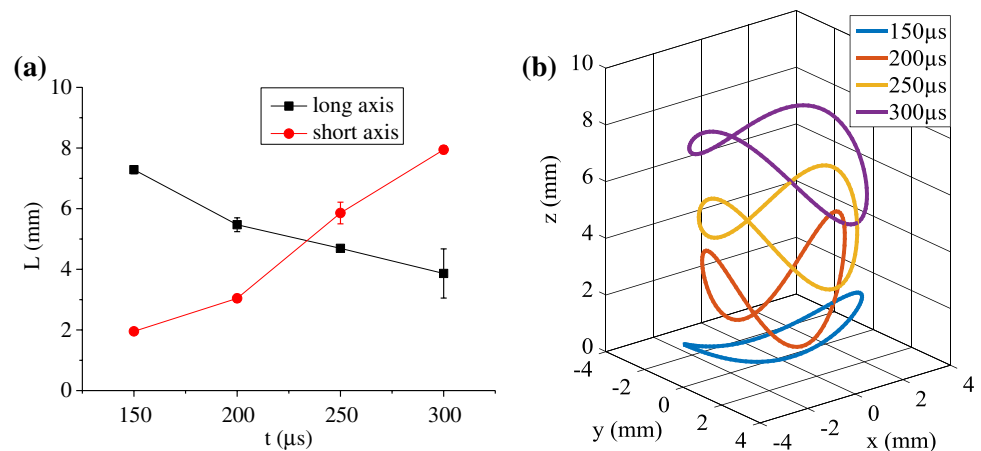 (a)
10
8
6
4
2
0
L (mm)
150
200
250
300
t (μs)
long axis
short axis
(b)
10
8
6
4
2
0
z (mm)
-4
-2
0
2
4
y (mm)
-4
-2
0
2
4
x (mm)
150μs
200μs
250μs
300μs